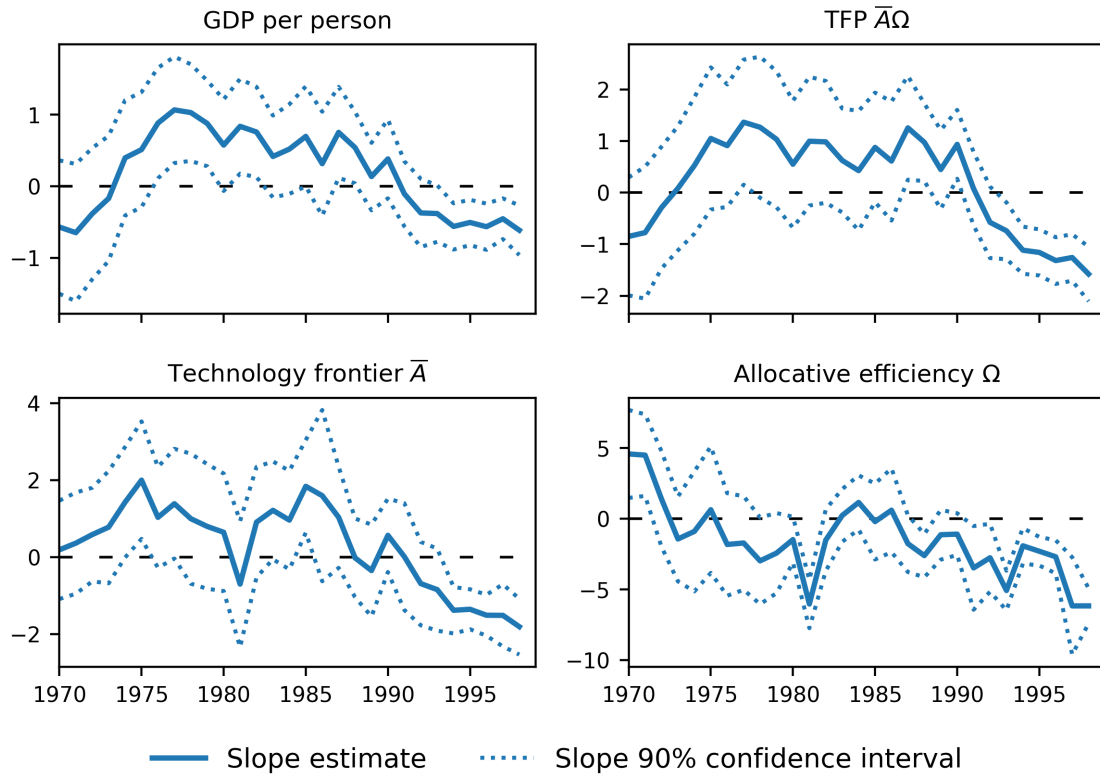 GDP per person
TFP A̅Ω
1
0
−1
2
1
0
−1
−2
Technology frontier A̅
Allocative efficiency Ω
4
2
0
−2
5
0
−5
−10
1970 1975 1980 1985 1990 1995
1970 1975 1980 1985 1990 1995
Slope estimate
Slope 90% confidence interval